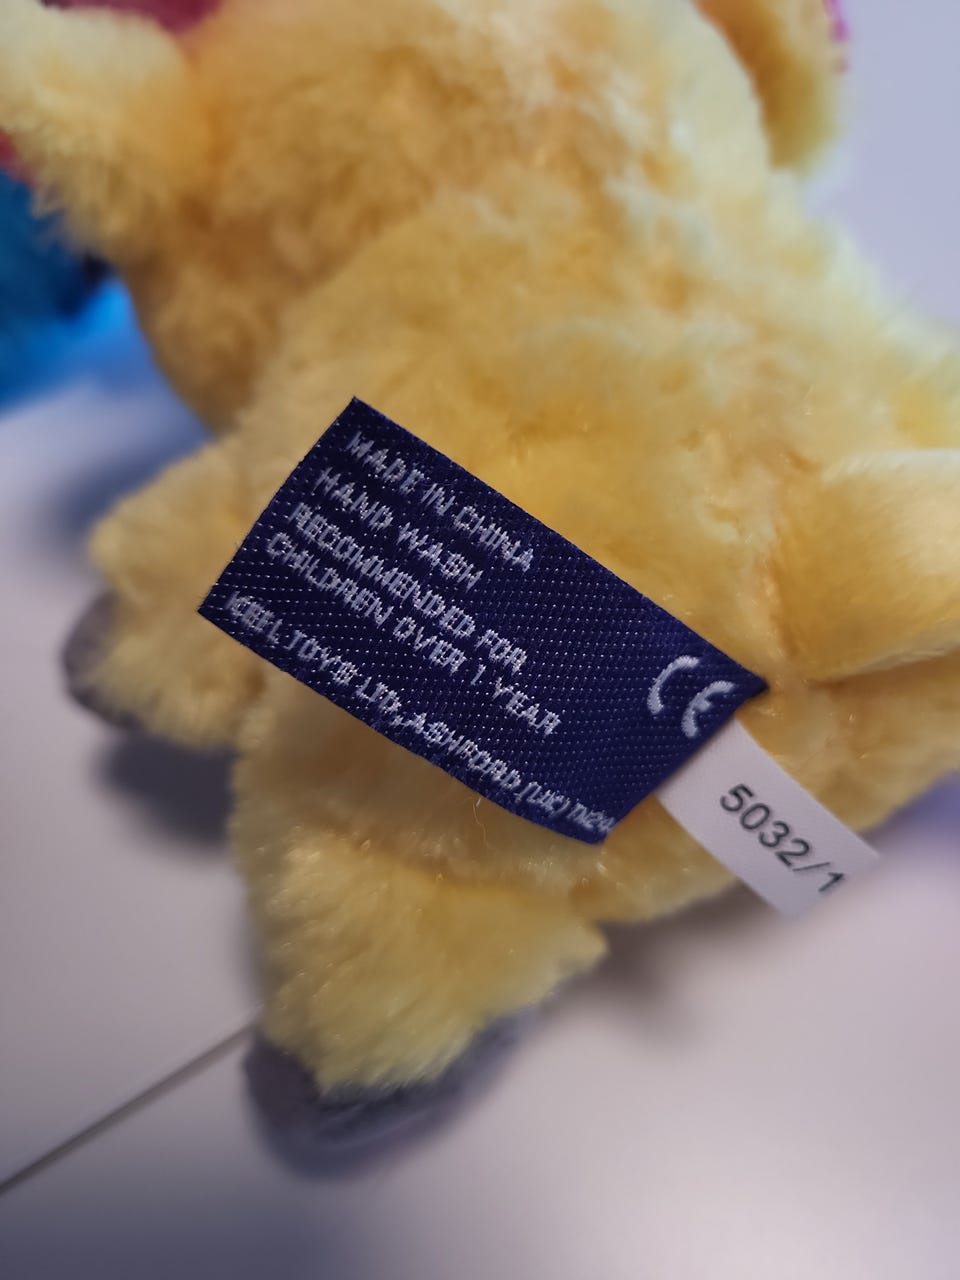 MADE IN CHINA
HAND WASH
RECOMMENDED FOR
CHILDREN OVER 1 YEAR
KEEL TOYS LTD, ASHFORD (UK) TN24
CE
5032/1